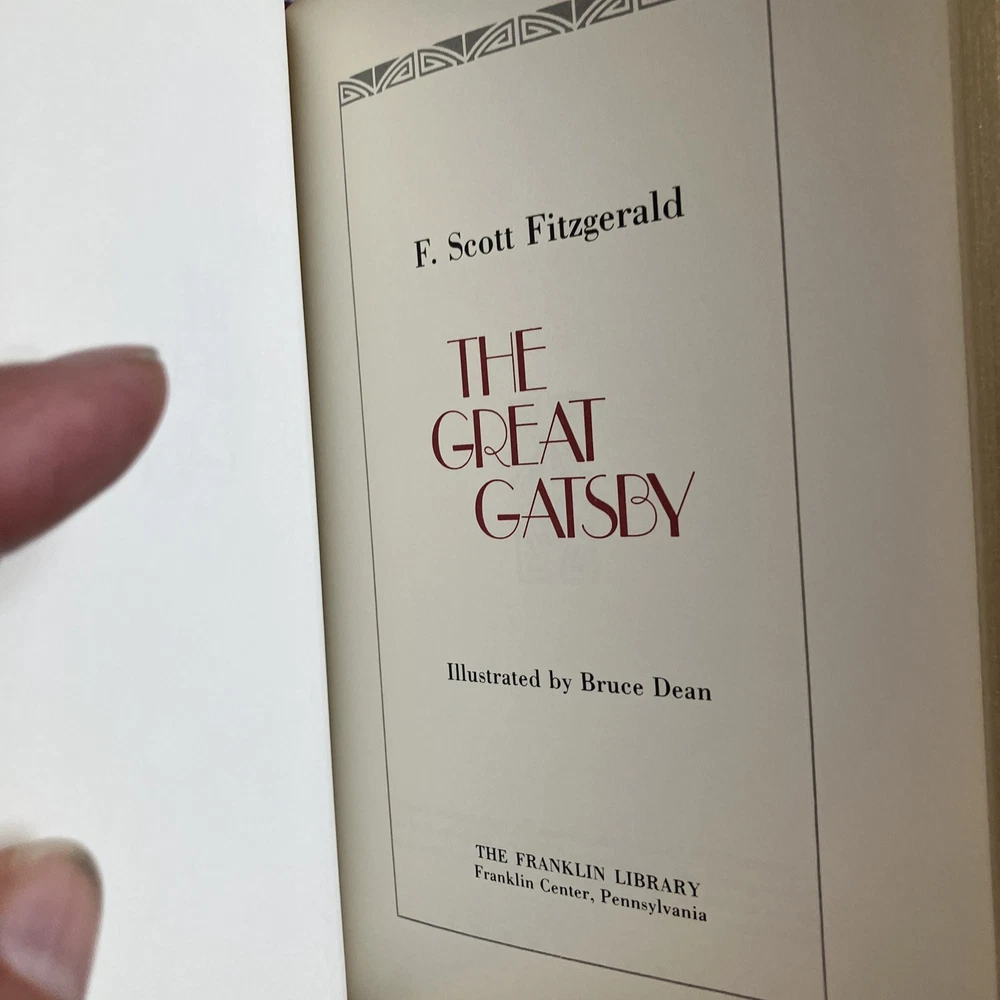 F. Scott Fitzgerald
THE
GREAT
GATSBY
Illustrated by Bruce Dean
THE FRANKLIN LIBRARY
Franklin Center, Pennsylvania